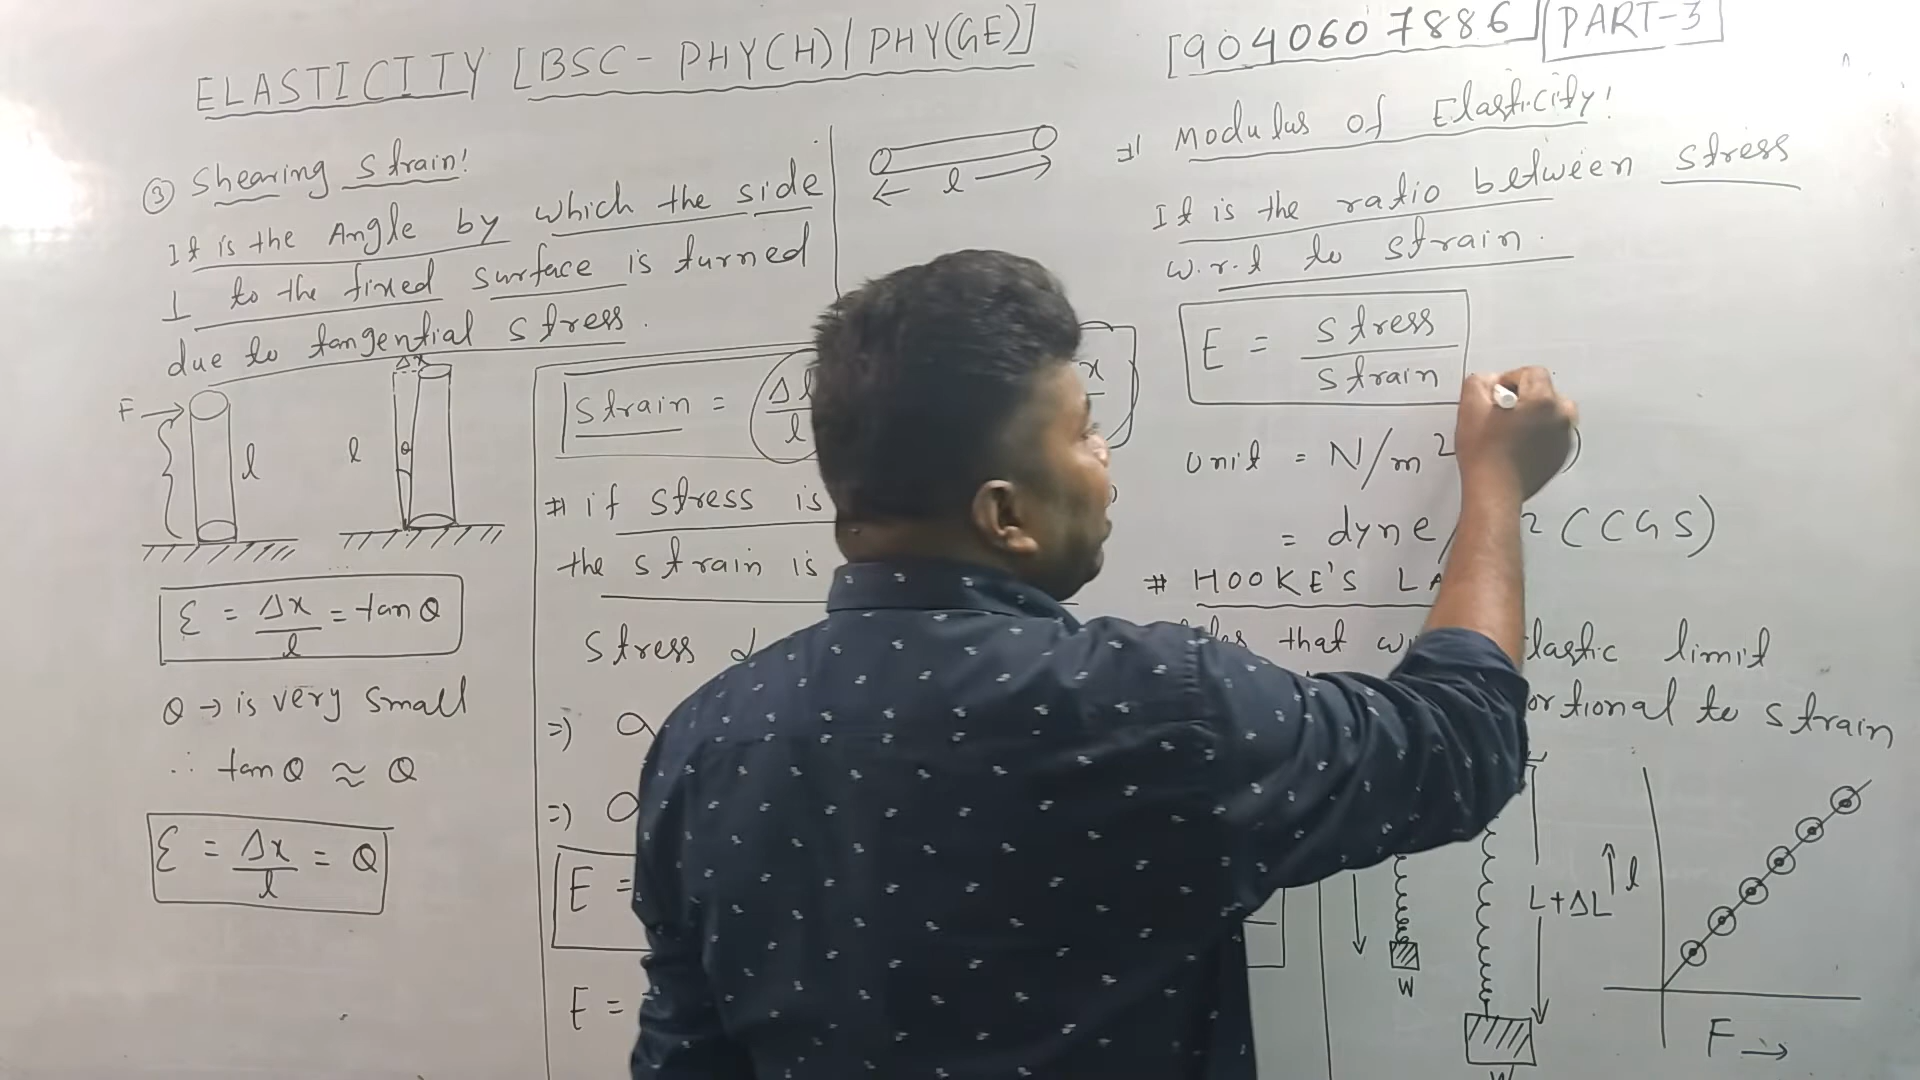 ELASTICITY [BSC - PHY(H)/PHY(GE)]
[9040607886] PART-3
③ Shearing Strain!
It is the Angle by which the side
⊥ to the fixed surface is turned
due to tangential stress.
F → l
Δx
l θ
ε = Δx/l = tan θ
θ → is very small
∴ tan θ ≈ θ
ε = Δx/l = θ
← l →
strain = Δl/l
x
# if stress is
the strain is
Stress
=)
=)
E =
E =
# Modulus of Elasticity!
It is the ratio between stress
w.r.t to strain.
E = stress/strain
Unit = N/m²
= dyne/ 2 (CGS)
# HOOKE'S
that
elastic limit
to strain
W
L+ΔL
W
↑ l
F →